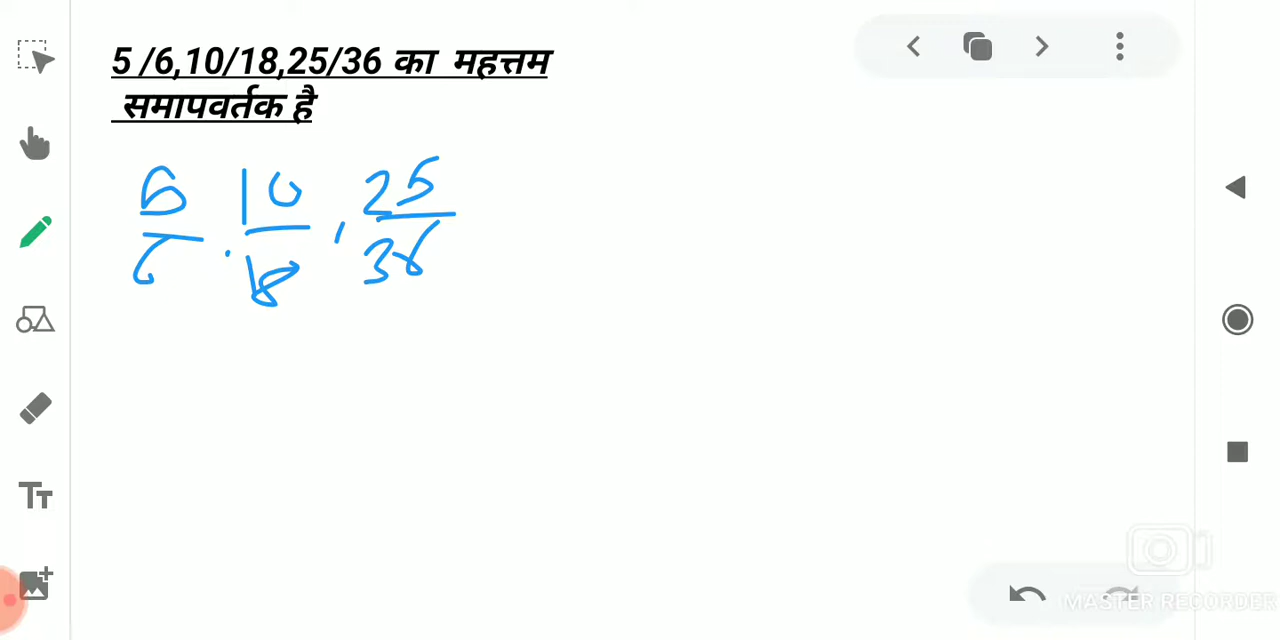 5 /6,10/18,25/36 का महत्तम
समापवर्तक है
5 10 25
6 . 18 , 36
TT
MASTER RECORDER